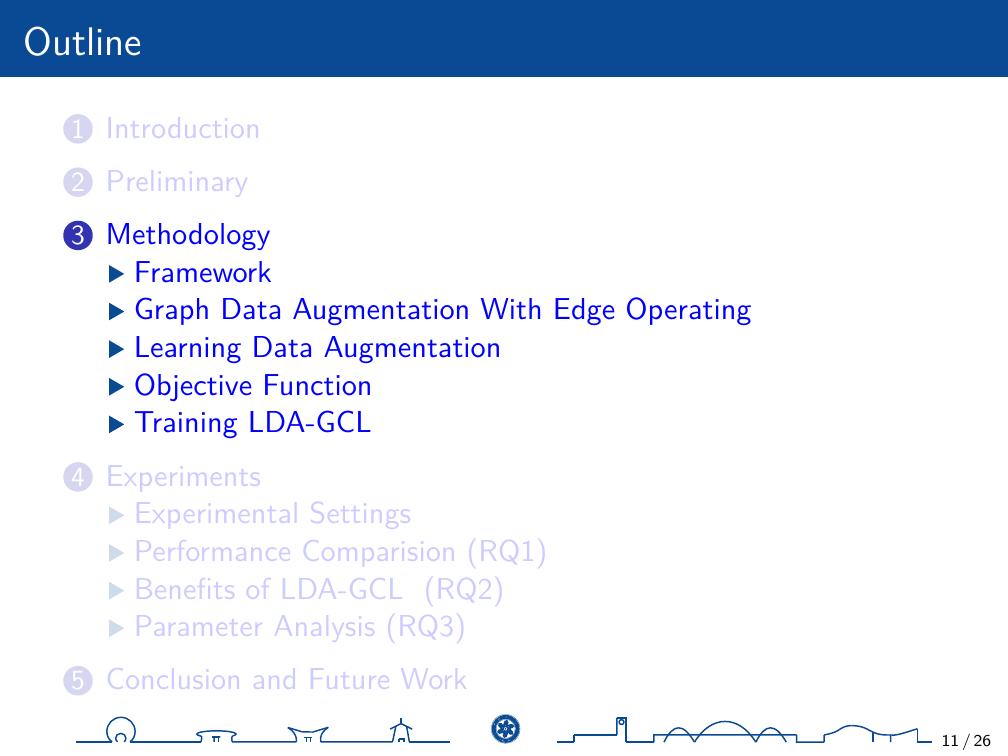 Outline
1 Introduction
2 Preliminary
3 Methodology
Framework
Graph Data Augmentation With Edge Operating
Learning Data Augmentation
Objective Function
Training LDA-GCL
4 Experiments
Experimental Settings
Performance Comparision (RQ1)
Benefits of LDA-GCL (RQ2)
Parameter Analysis (RQ3)
5 Conclusion and Future Work
11 / 26